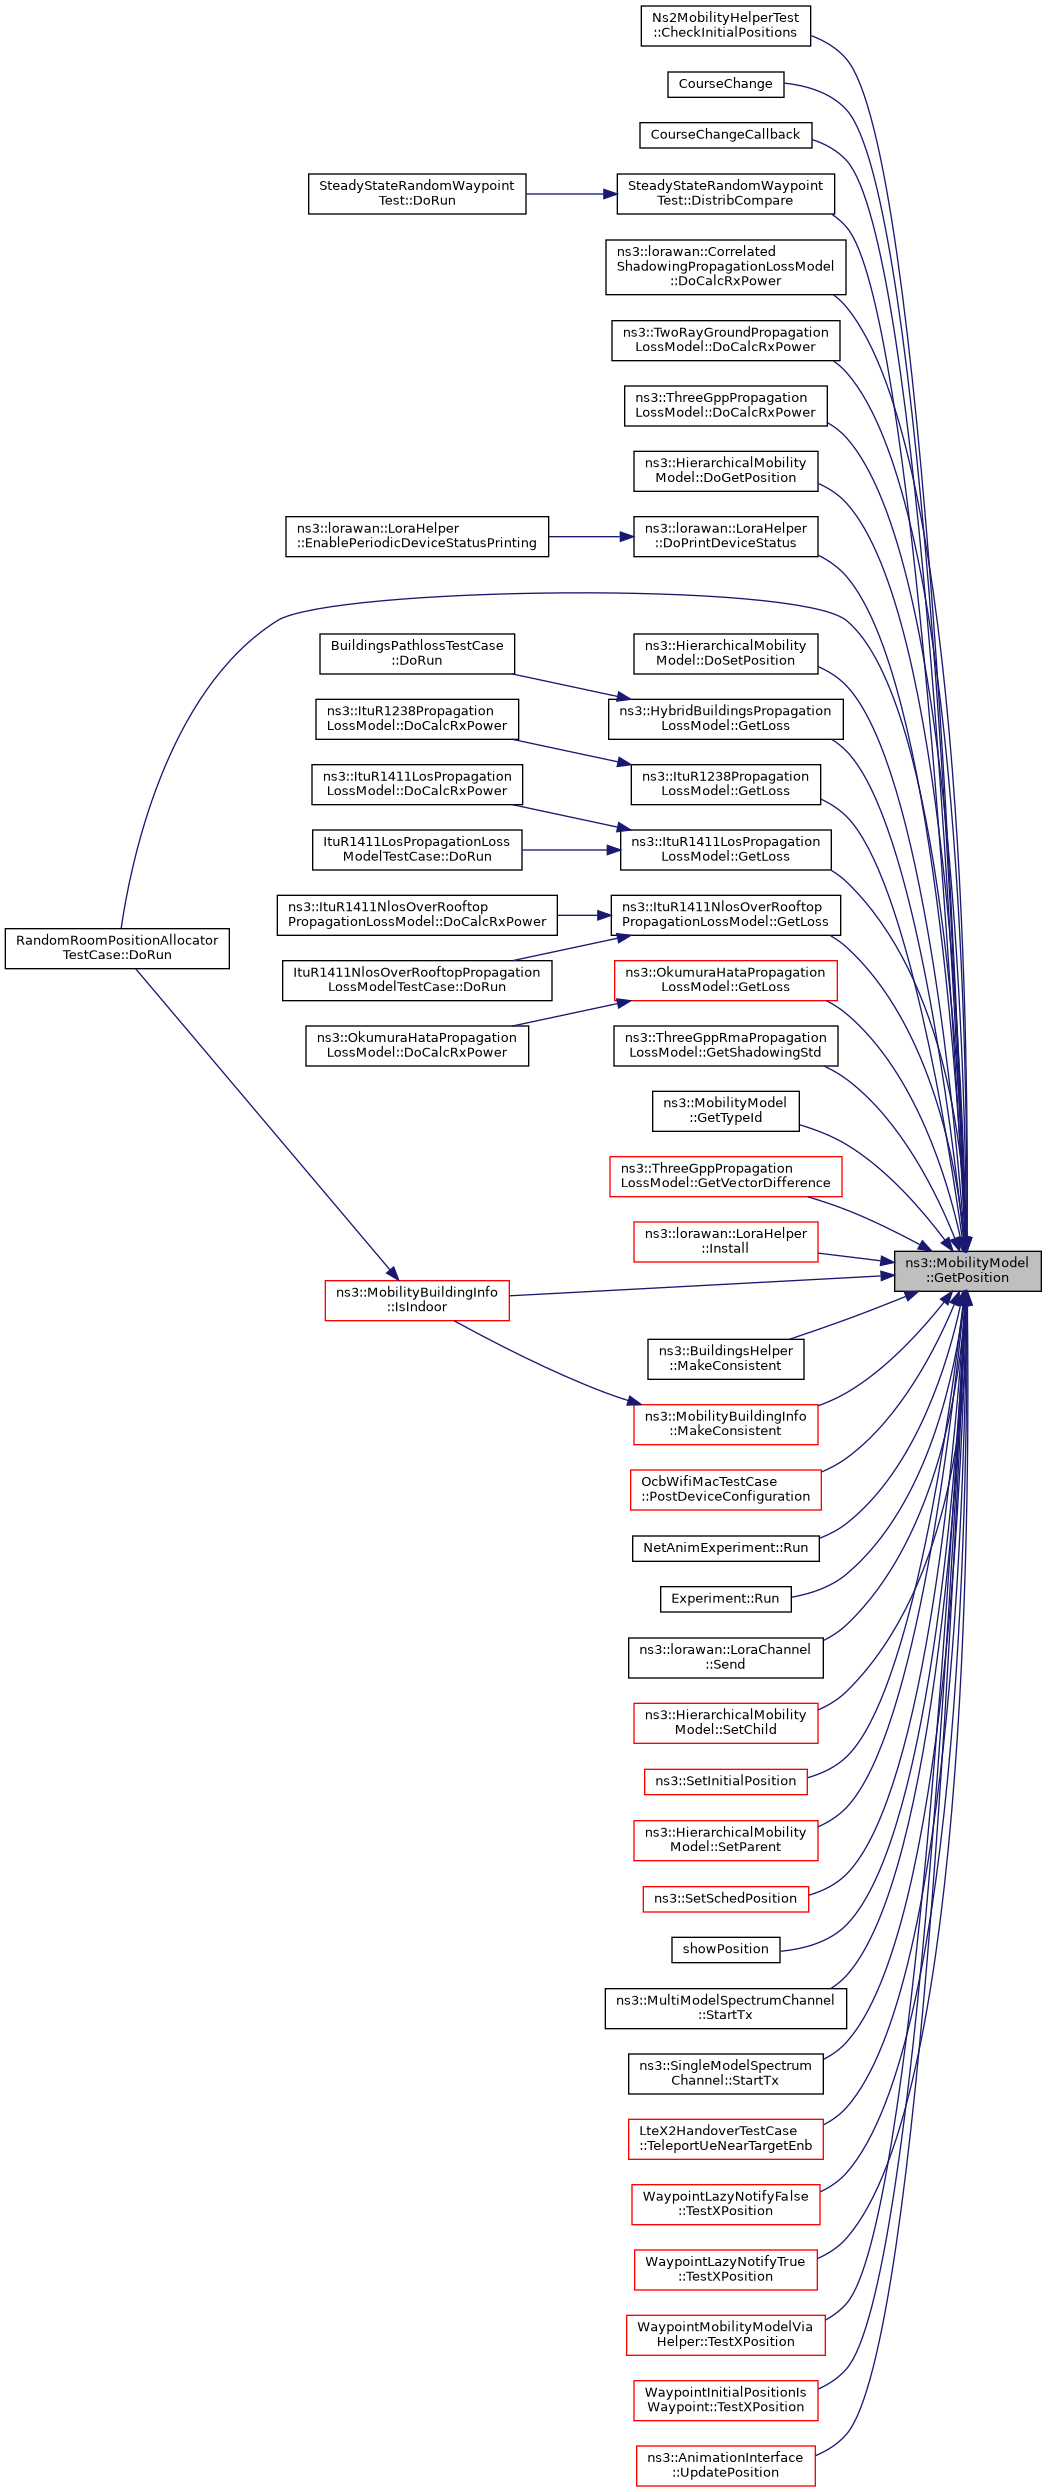 Ns2MobilityHelperTest
::CheckInitialPositions
CourseChange
CourseChangeCallback
SteadyStateRandomWaypoint
Test::DoRun
SteadyStateRandomWaypoint
Test::DistribCompare
ns3::lorawan::Correlated
ShadowingPropagationLossModel
::DoCalcRxPower
ns3::TwoRayGroundPropagation
LossModel::DoCalcRxPower
ns3::ThreeGppPropagation
LossModel::DoCalcRxPower
ns3::HierarchicalMobility
Model::DoGetPosition
ns3::lorawan::LoraHelper
::EnablePeriodicDeviceStatusPrinting
ns3::lorawan::LoraHelper
::DoPrintDeviceStatus
BuildingsPathlossTestCase
::DoRun
ns3::HierarchicalMobility
Model::DoSetPosition
ns3::ItuR1238Propagation
LossModel::DoCalcRxPower
ns3::HybridBuildingsPropagation
LossModel::GetLoss
ns3::ItuR1411LosPropagation
LossModel::DoCalcRxPower
ns3::ItuR1238Propagation
LossModel::GetLoss
ItuR1411LosPropagationLoss
ModelTestCase::DoRun
ns3::ItuR1411LosPropagation
LossModel::GetLoss
ns3::ItuR1411NlosOverRooftop
PropagationLossModel::DoCalcRxPower
ns3::ItuR1411NlosOverRooftop
PropagationLossModel::GetLoss
RandomRoomPositionAllocator
TestCase::DoRun
ItuR1411NlosOverRooftopPropagation
LossModelTestCase::DoRun
ns3::OkumuraHataPropagation
LossModel::GetLoss
ns3::OkumuraHataPropagation
LossModel::DoCalcRxPower
ns3::ThreeGppRmaPropagation
LossModel::GetShadowingStd
ns3::MobilityModel
::GetTypeId
ns3::ThreeGppPropagation
LossModel::GetVectorDifference
ns3::lorawan::LoraHelper
::Install
ns3::MobilityModel
::GetPosition
ns3::MobilityBuildingInfo
::IsIndoor
ns3::BuildingsHelper
::MakeConsistent
ns3::MobilityBuildingInfo
::MakeConsistent
OcbWifiMacTestCase
::PostDeviceConfiguration
NetAnimExperiment::Run
Experiment::Run
ns3::lorawan::LoraChannel
::Send
ns3::HierarchicalMobility
Model::SetChild
ns3::SetInitialPosition
ns3::HierarchicalMobility
Model::SetParent
ns3::SetSchedPosition
showPosition
ns3::MultiModelSpectrumChannel
::StartTx
ns3::SingleModelSpectrum
Channel::StartTx
LteX2HandoverTestCase
::TeleportUeNearTargetEnb
WaypointLazyNotifyFalse
::TestXPosition
WaypointLazyNotifyTrue
::TestXPosition
WaypointMobilityModelVia
Helper::TestXPosition
WaypointInitialPositionIs
Waypoint::TestXPosition
ns3::AnimationInterface
::UpdatePosition